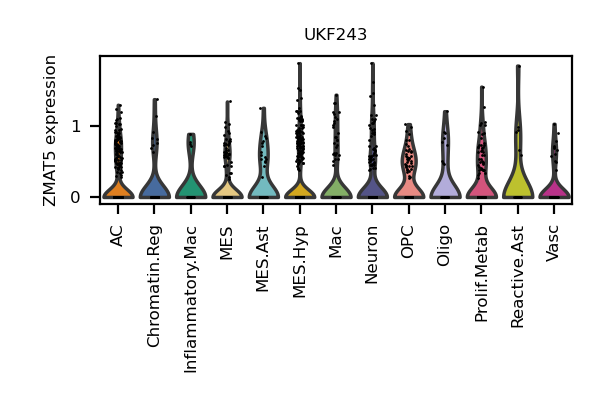 UKF243
ZMAT5 expression
1
0
AC
Chromatin.Reg
Inflammatory.Mac
MES
MES.Ast
MES.Hyp
Mac
Neuron
OPC
Oligo
Prolif.Metab
Reactive.Ast
Vasc